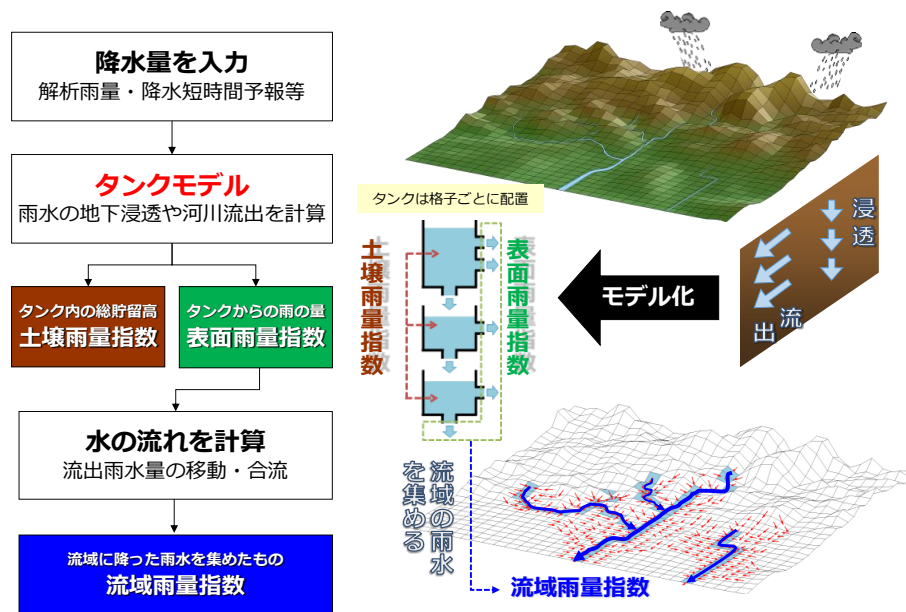 降水量を入力
解析雨量・降水短時間予報等
タンクモデル
雨水の地下浸透や河川流出を計算
タンク内の総貯留高
土壌雨量指数
タンクからの雨の量
表面雨量指数
水の流れを計算
流出雨水量の移動・合流
流域に降った雨水を集めたもの
流域雨量指数
タンクは格子ごとに配置
土壌雨量指数
表面雨量指数
モデル化
浸透
流出
流域の雨水
を集める
流域雨量指数